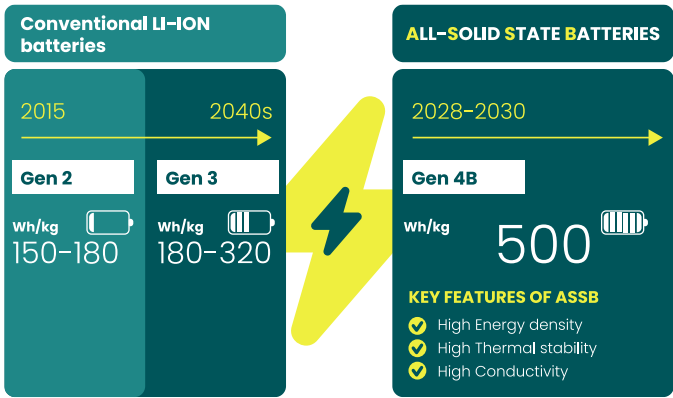 Conventional LI-ION
batteries
2015 2040s
Gen 2
Gen 3
Wh/kg
150-180
Wh/kg
180-320
ALL-SOLID STATE BATTERIES
2028-2030
Gen 4B
Wh/kg
500
KEY FEATURES OF ASSB
High Energy density
High Thermal stability
High Conductivity